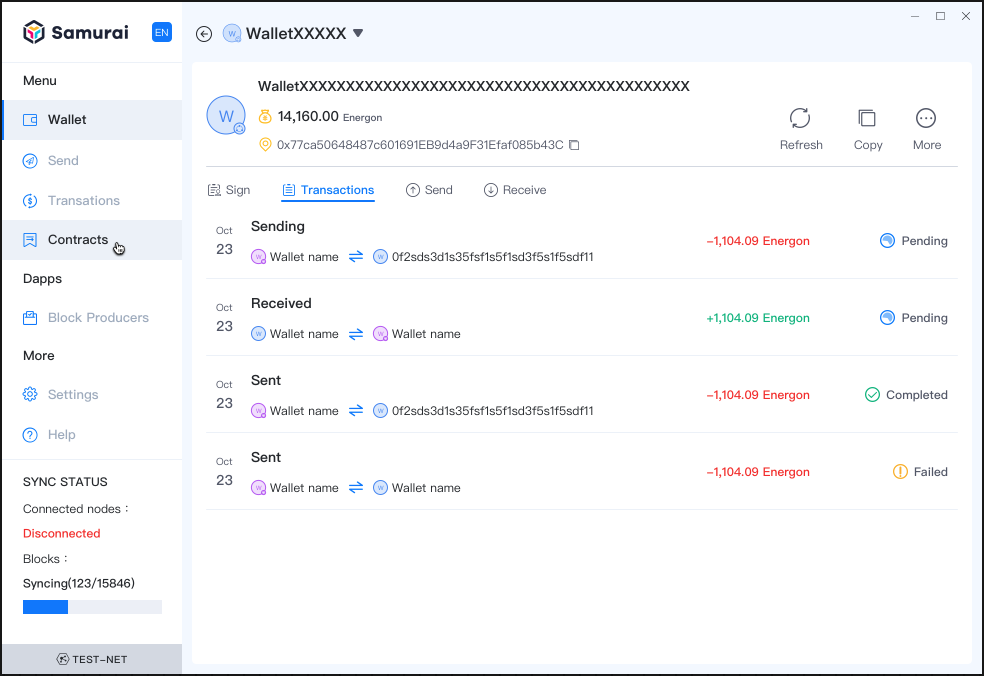 Samurai EN
WalletXXXXX
Menu
Wallet
Send
Transations
Contracts
Dapps
Block Producers
More
Settings
Help
SYNC STATUS
Connected nodes :
Disconnected
Blocks :
Syncing(123/15846)
TEST-NET
WalletXXXXXXXXXXXXXXXXXXXXXXXXXXXXXXXXXXXXXXXXXX
W
14,160.00 Energon
0x77ca50648487c601691EB9d4a9F31Efaf085b43C
Refresh Copy More
Sign Transactions Send Receive
Oct
23
Sending
W Wallet name W 0f2sds3d1s35fsf1s5f1sd3f5s1f5sdf11
-1,104.09 Energon
Pending
Oct
23
Received
W Wallet name W Wallet name
+1,104.09 Energon
Pending
Oct
23
Sent
W Wallet name W 0f2sds3d1s35fsf1s5f1sd3f5s1f5sdf11
-1,104.09 Energon
Completed
Oct
23
Sent
W Wallet name W Wallet name
-1,104.09 Energon
Failed